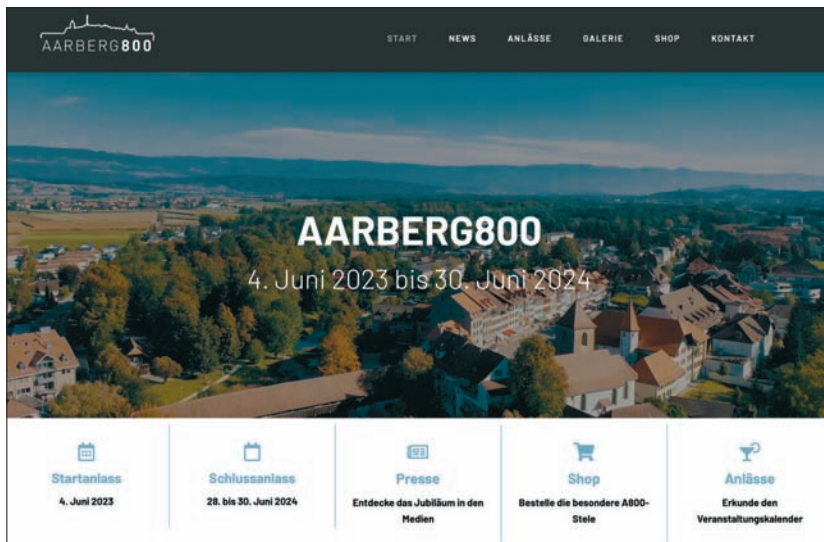 AARBERG800
START NEWS ANLÄSSE GALERIE SHOP KONTAKT
AARBERG800
4. Juni 2023 bis 30. Juni 2024
Startanlass
4. Juni 2023
Schlussanlass
28. bis 30. Juni 2024
Presse
Entdecke das Jubiläum in den
Medien
Shop
Bestelle die besondere A800-
Stele
Anlässe
Erkunde den
Veranstaltungskalender